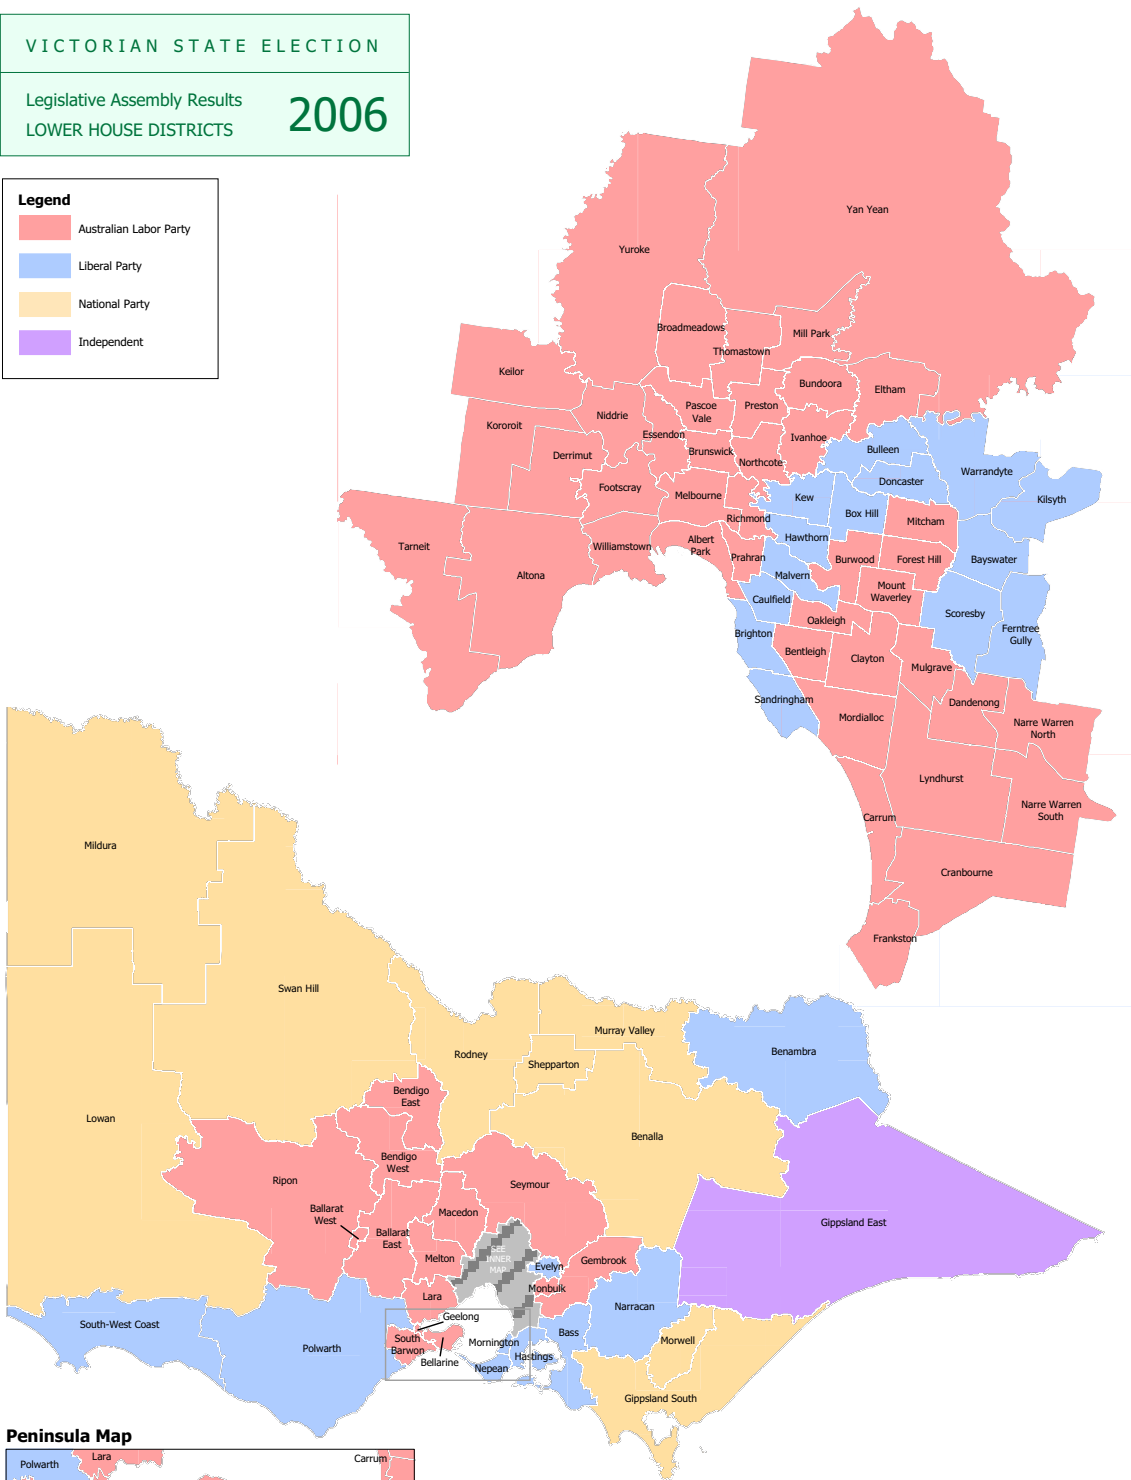 VICTORIAN STATE ELECTION
Legislative Assembly Results
LOWER HOUSE DISTRICTS
2006
Legend
Australian Labor Party
Liberal Party
National Party
Independent
Yan Yean
Yuroke
Broadmeadows
Mill Park
Thomastown
Keilor
Bundoora
Eltham
Pascoe
Vale
Preston
Niddrie
Kororoit
Essendon
Ivanhoe
Brunswick
Bulleen
Derrimut
Northcote
Warrandyte
Doncaster
Footscray
Melbourne
Kew
Kilsyth
Box Hill
Richmond
Mitcham
Hawthorn
Tarneit
Williamstown
Albert
Park
Prahran
Burwood
Forest Hill
Bayswater
Altona
Malvern
Mount
Waverley
Caulfield
Scoresby
Oakleigh
Brighton
Ferntree
Gully
Bentleigh
Clayton
Mulgrave
Sandringham
Dandenong
Mordialloc
Narre Warren
North
Lyndhurst
Narre Warren
South
Carrum
Cranbourne
Frankston
Mildura
Swan Hill
Murray Valley
Rodney
Shepparton
Benambra
Bendigo
East
Lowan
Benalla
Bendigo
West
Ripon
Seymour
Ballarat
West
Macedon
Ballarat
East
Gippsland East
Melton
SEE
INNER
MAP
Gembrook
Evelyn
Monbulk
Lara
Narracan
Geelong
South-West Coast
Bass
South
Barwon
Mornington
Morwell
Polwarth
Hastings
Bellarine
Nepean
Gippsland South
Peninsula Map
Polwarth
Lara
Carrum